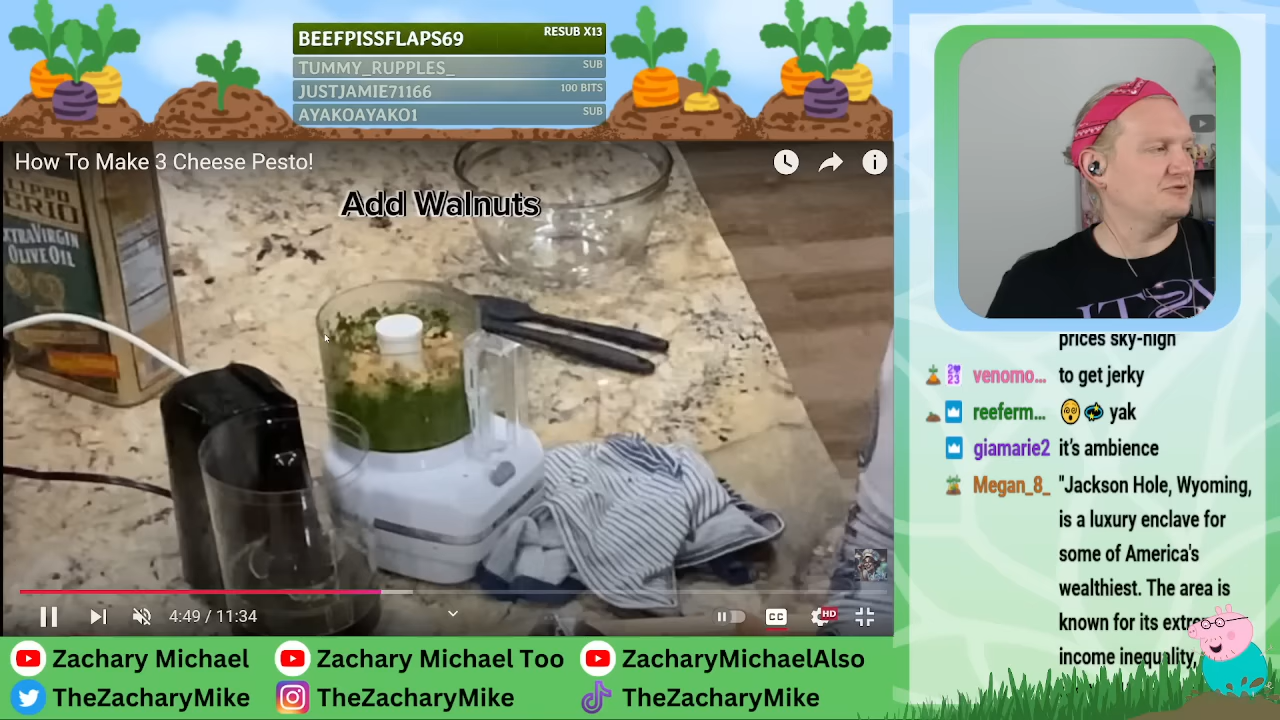 BEEFPISSFLAPS69 RESUB X13
TUMMY_RUPPLES_ SUB
JUSTJAMIE71166 100 BITS
AYAKOAYAKO1 SUB
How To Make 3 Cheese Pesto!
Add Walnuts
EXTRA VIRGIN
OLIVE OIL
4:49 / 11:34
CC
HD
prices sky-high
venomo... to get jerky
reeferm... yak
giamarie2 it's ambience
Megan_8_ "Jackson Hole, Wyoming,
is a luxury enclave for
some of America's
wealthiest. The area is
known for its
income inequality,
Zachary Michael
Zachary Michael Too
ZacharyMichaelAlso
TheZacharyMike
TheZacharyMike
TheZacharyMike